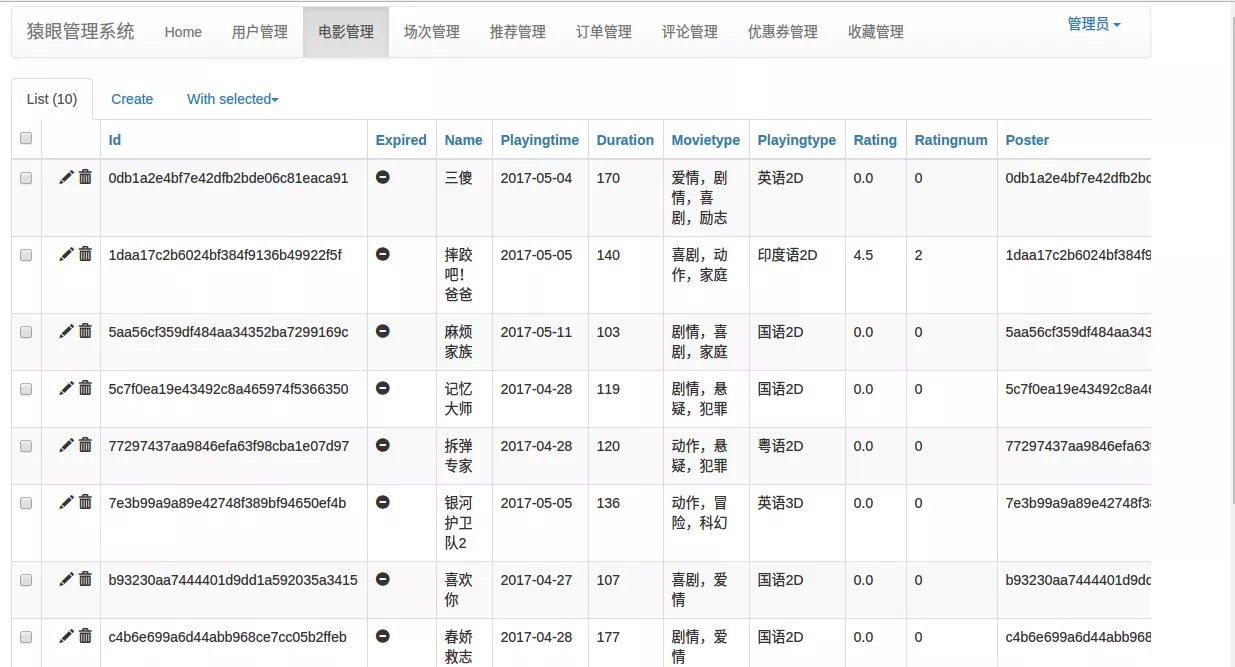 猿眼管理系统 Home 用户管理 电影管理 场次管理 推荐管理 订单管理 评论管理 优惠券管理 收藏管理 管理员
List (10) Create With selected
Id Expired Name Playingtime Duration Movietype Playingtype Rating Ratingnum Poster
0db1a2e4bf7e42dfb2bde06c81eaca91 三傻 2017-05-04 170 爱情，剧 英语2D 0.0 0 0db1a2e4bf7e42dfb2bd
情，喜
剧，励志
1daa17c2b6024bf384f9136b49922f5f 摔跤 2017-05-05 140 喜剧，动 印度语2D 4.5 2 1daa17c2b6024bf384f9
吧！ 作，家庭
爸爸
5aa56cf359df484aa34352ba7299169c 麻烦 2017-05-11 103 剧情，喜 国语2D 0.0 0 5aa56cf359df484aa343
家族 剧，家庭
5c7f0ea19e43492c8a465974f5366350 记忆 2017-04-28 119 剧情，悬 国语2D 0.0 0 5c7f0ea19e43492c8a46
大师 疑，犯罪
77297437aa9846efa63f98cba1e07d97 拆弹 2017-04-28 120 动作，悬 粤语2D 0.0 0 77297437aa9846efa63f
专家 疑，犯罪
7e3b99a9a89e42748f389bf94650ef4b 银河 2017-05-05 136 动作，冒 英语3D 0.0 0 7e3b99a9a89e42748f38
护卫 险，科幻
队2
b93230aa7444401d9dd1a592035a3415 喜欢 2017-04-27 107 喜剧，爱 国语2D 0.0 0 b93230aa7444401d9dd
你 情
c4b6e699a6d44abb968ce7cc05b2ffeb 春娇 2017-04-28 177 剧情，爱 国语2D 0.0 0 c4b6e699a6d44abb968
救志 情